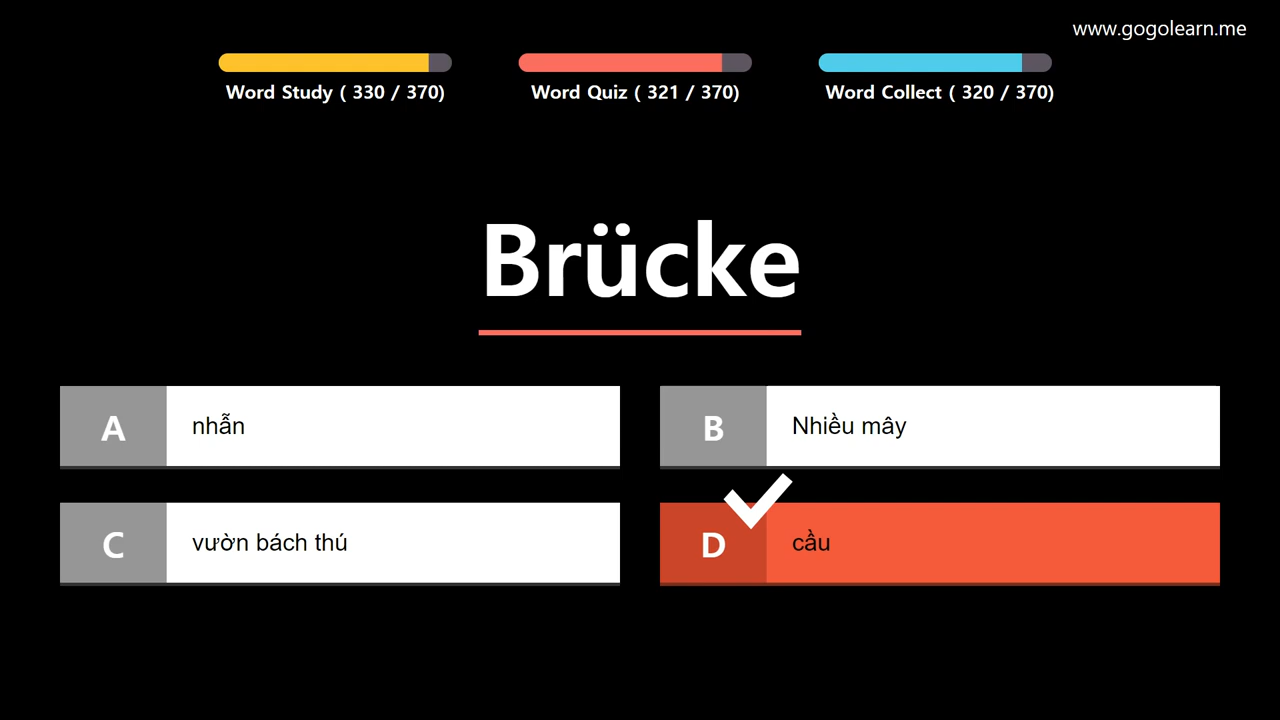 www.gogolearn.me
Word Study ( 330 / 370)
Word Quiz ( 321 / 370)
Word Collect ( 320 / 370)
Brücke
A
nhẫn
B
Nhiều mây
C
vườn bách thú
D
cầu